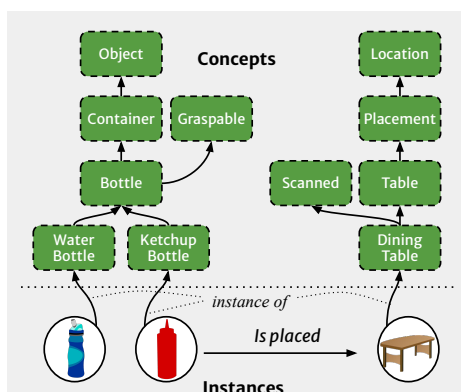 Object
Concepts
Location
Container
Graspable
Placement
Bottle
Scanned
Table
Water
Bottle
Ketchup
Bottle
Dining
Table
instance of
Is placed
Instances